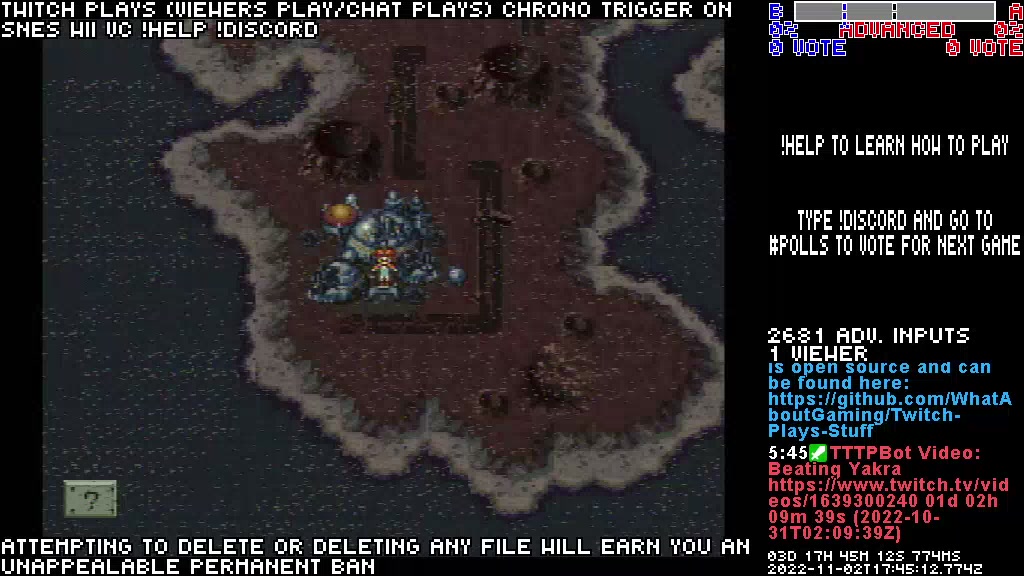 TWITCH PLAYS (VIEWERS PLAY/CHAT PLAYS) CHRONO TRIGGER ON
SNES WII VC !HELP !DISCORD
B A
0% ADVANCED 0%
0 VOTE 0 VOTE
!HELP TO LEARN HOW TO PLAY
TYPE !DISCORD AND GO TO
#POLLS TO VOTE FOR NEXT GAME
2681 ADV. INPUTS
1 VIEWER
is open source and can
be found here:
https://github.com/WhatA
boutGaming/Twitch-
Plays-Stuff
5:45 TTTPBot Video:
Beating Yakra
https://www.twitch.tv/vid
eos/1639300240 01d 02h
09m 39s (2022-10-
31T02:09:39Z)
03D 17H 45M 12S 774MS
2022-11-02T17:45:12.774Z
?
ATTEMPTING TO DELETE OR DELETING ANY FILE WILL EARN YOU AN
UNAPPEALABLE PERMANENT BAN